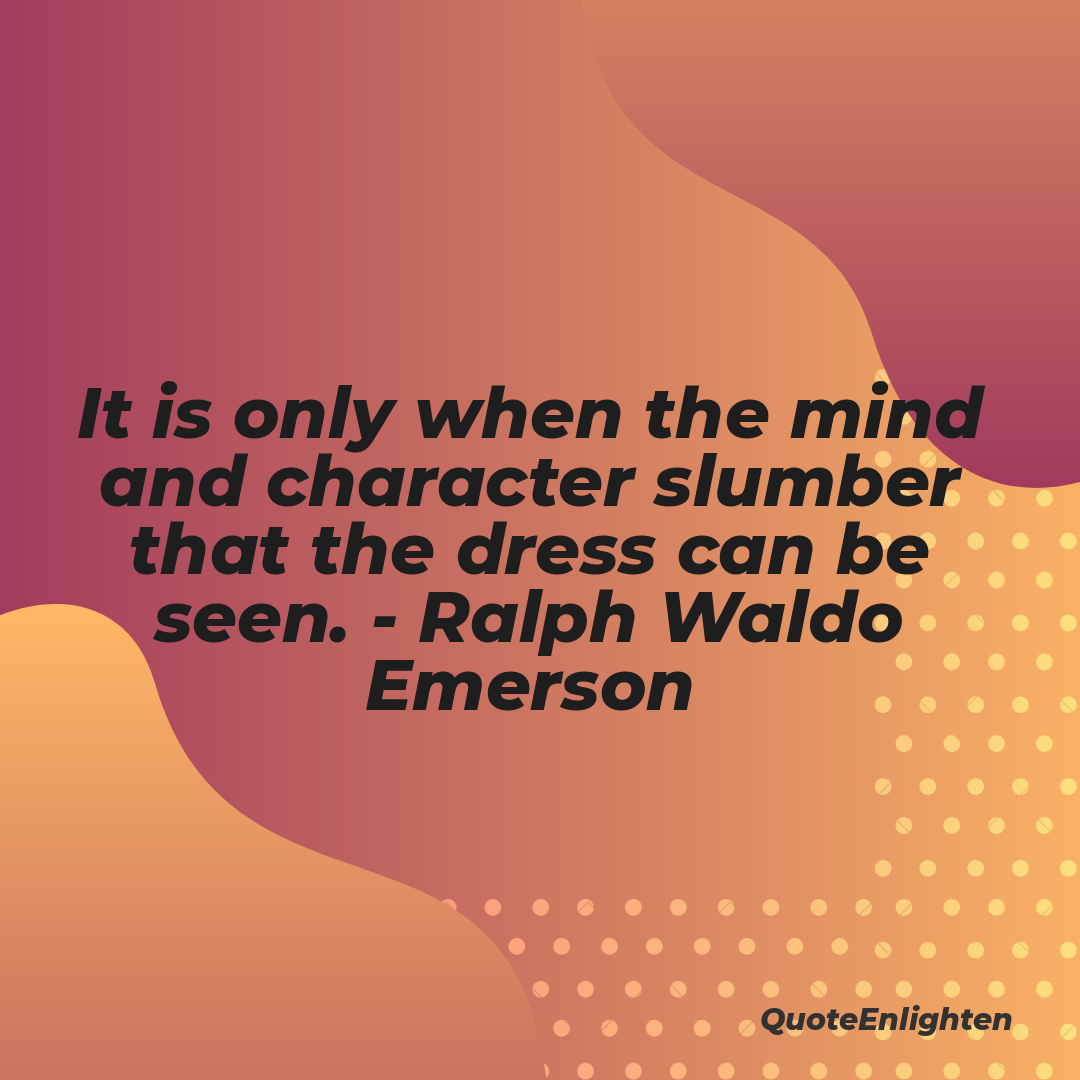 It is only when the mind
and character slumber
that the dress can be
seen. - Ralph Waldo
Emerson
QuoteEnlighten